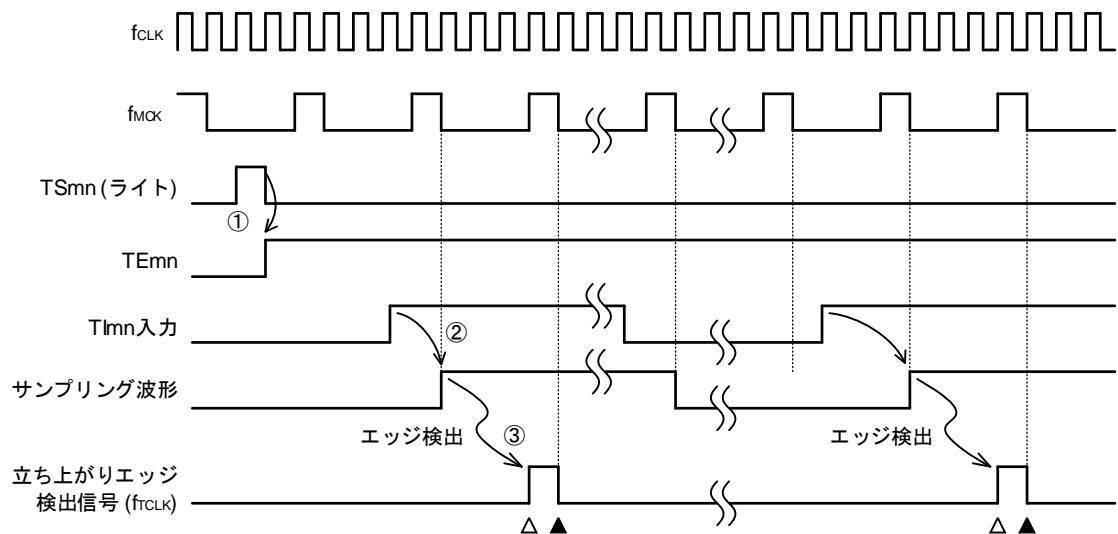 fCLK
fMCK
TSmn (ライト)
①
TEmn
TImn入力
②
サンプリング波形
エッジ検出
③
エッジ検出
立ち上がりエッジ
検出信号 (fTCLK)
△ ▲ △ ▲